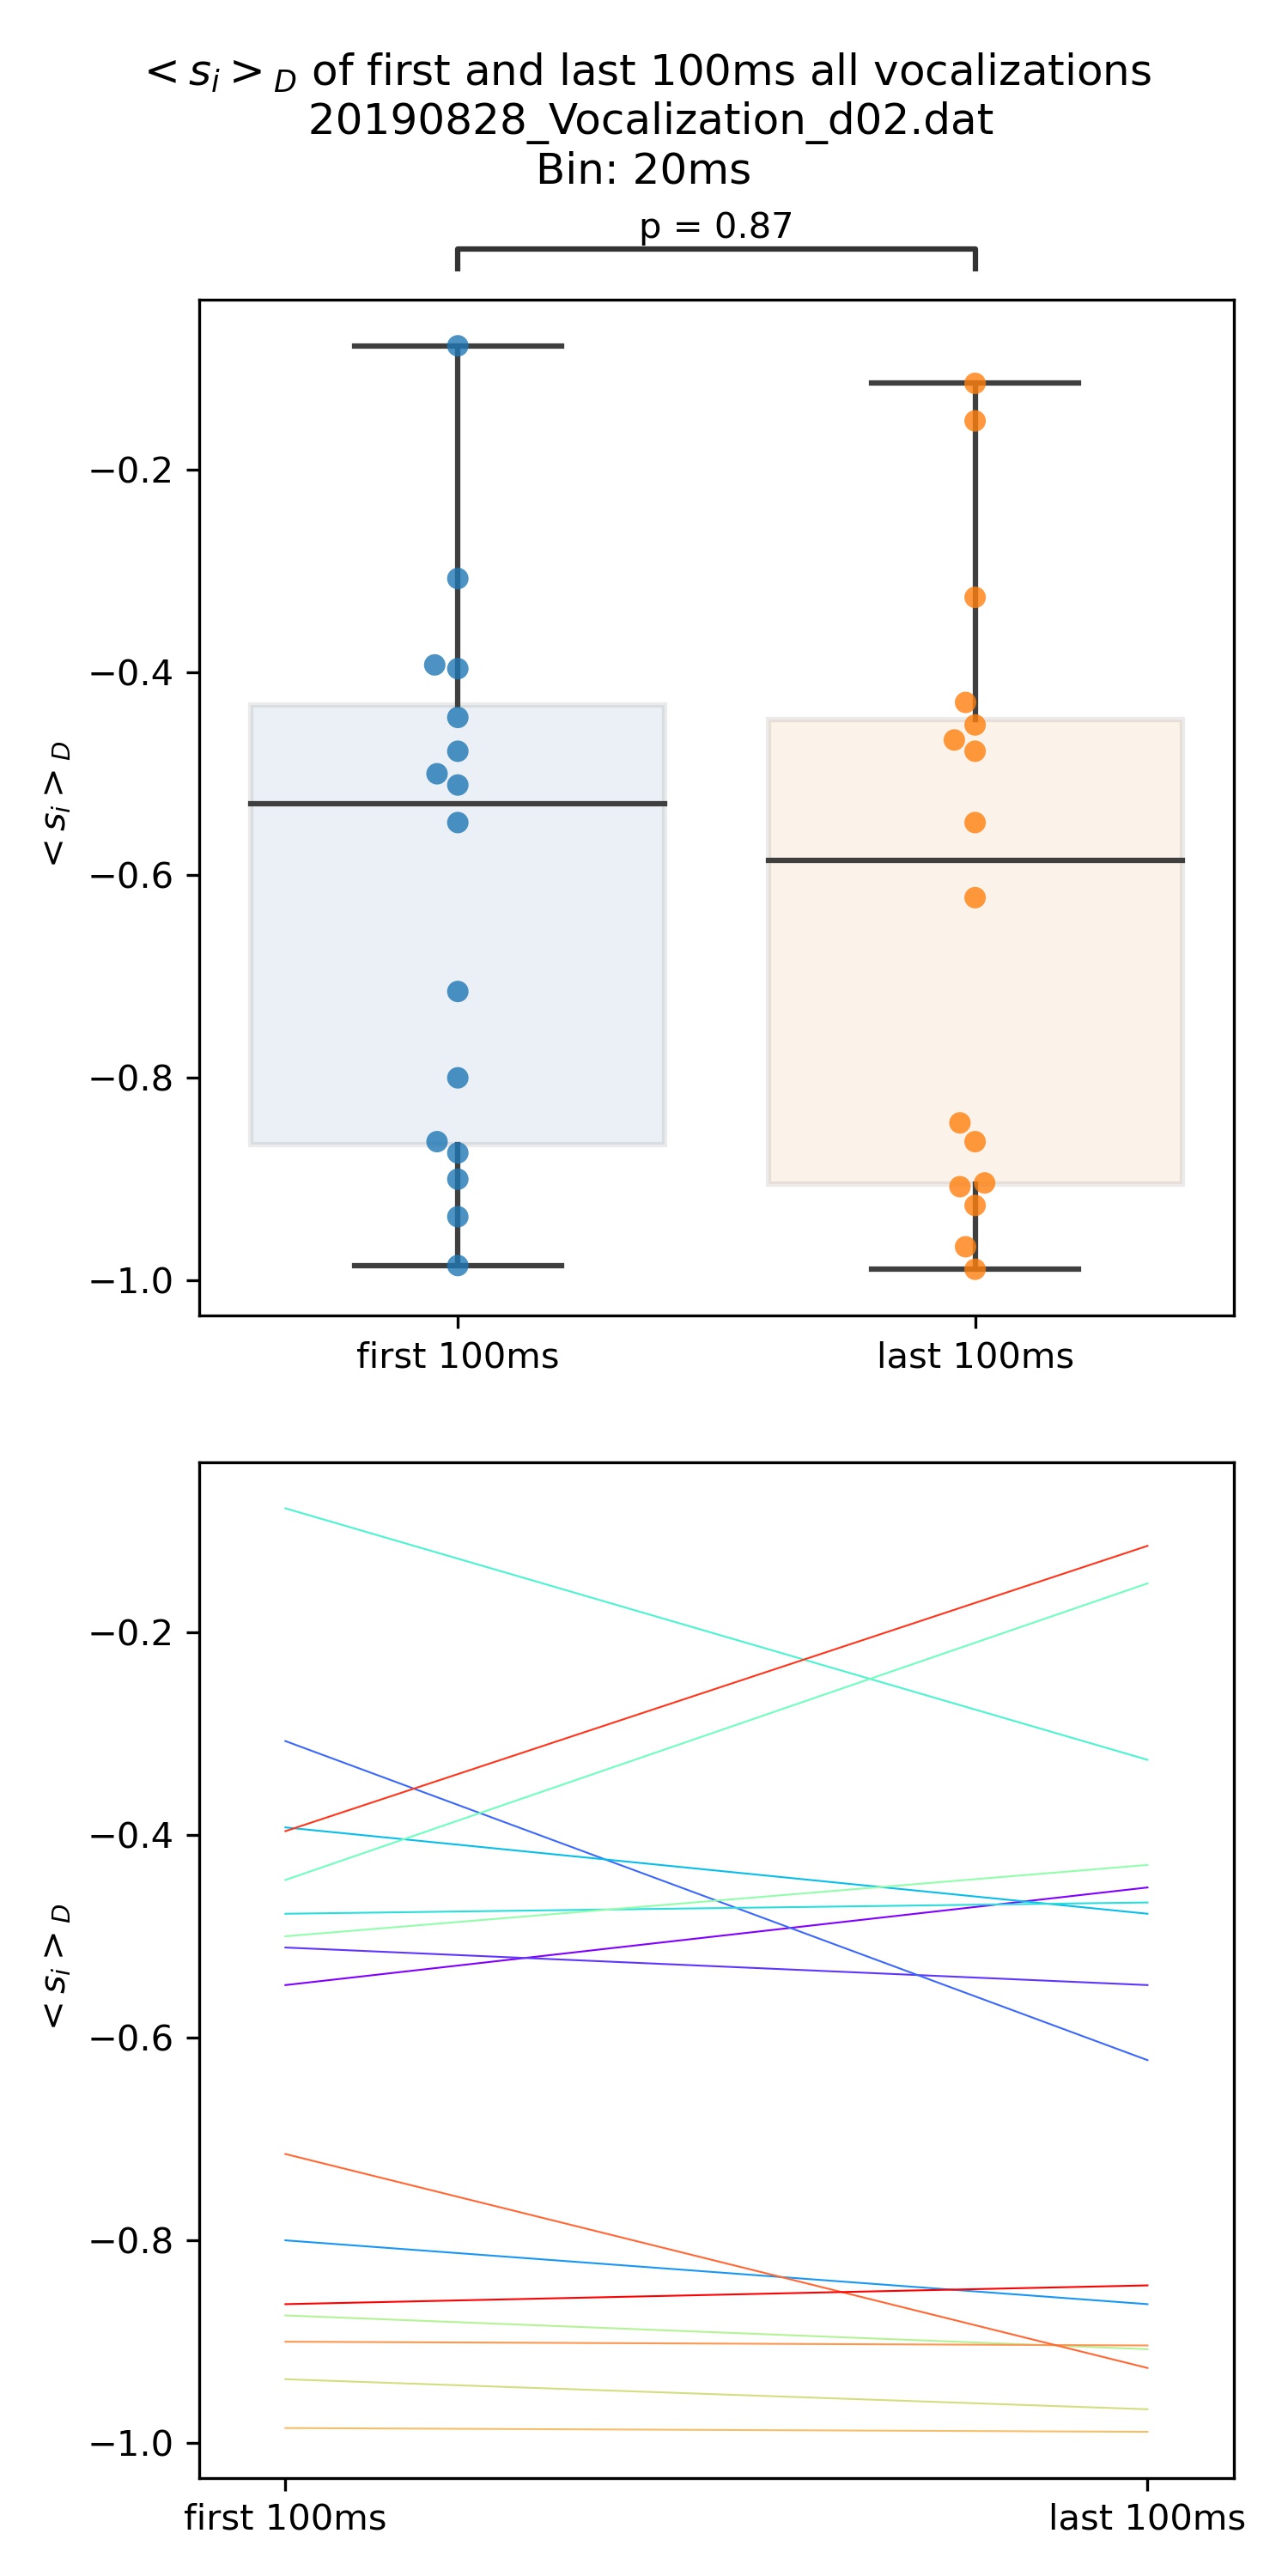 < s_i >_D of first and last 100ms all vocalizations
20190828_Vocalization_d02.dat
Bin: 20ms
p = 0.87
< s_i >_D
−0.2
−0.4
−0.6
−0.8
−1.0
first 100ms last 100ms
< s_i >_D
−0.2
−0.4
−0.6
−0.8
−1.0
first 100ms last 100ms